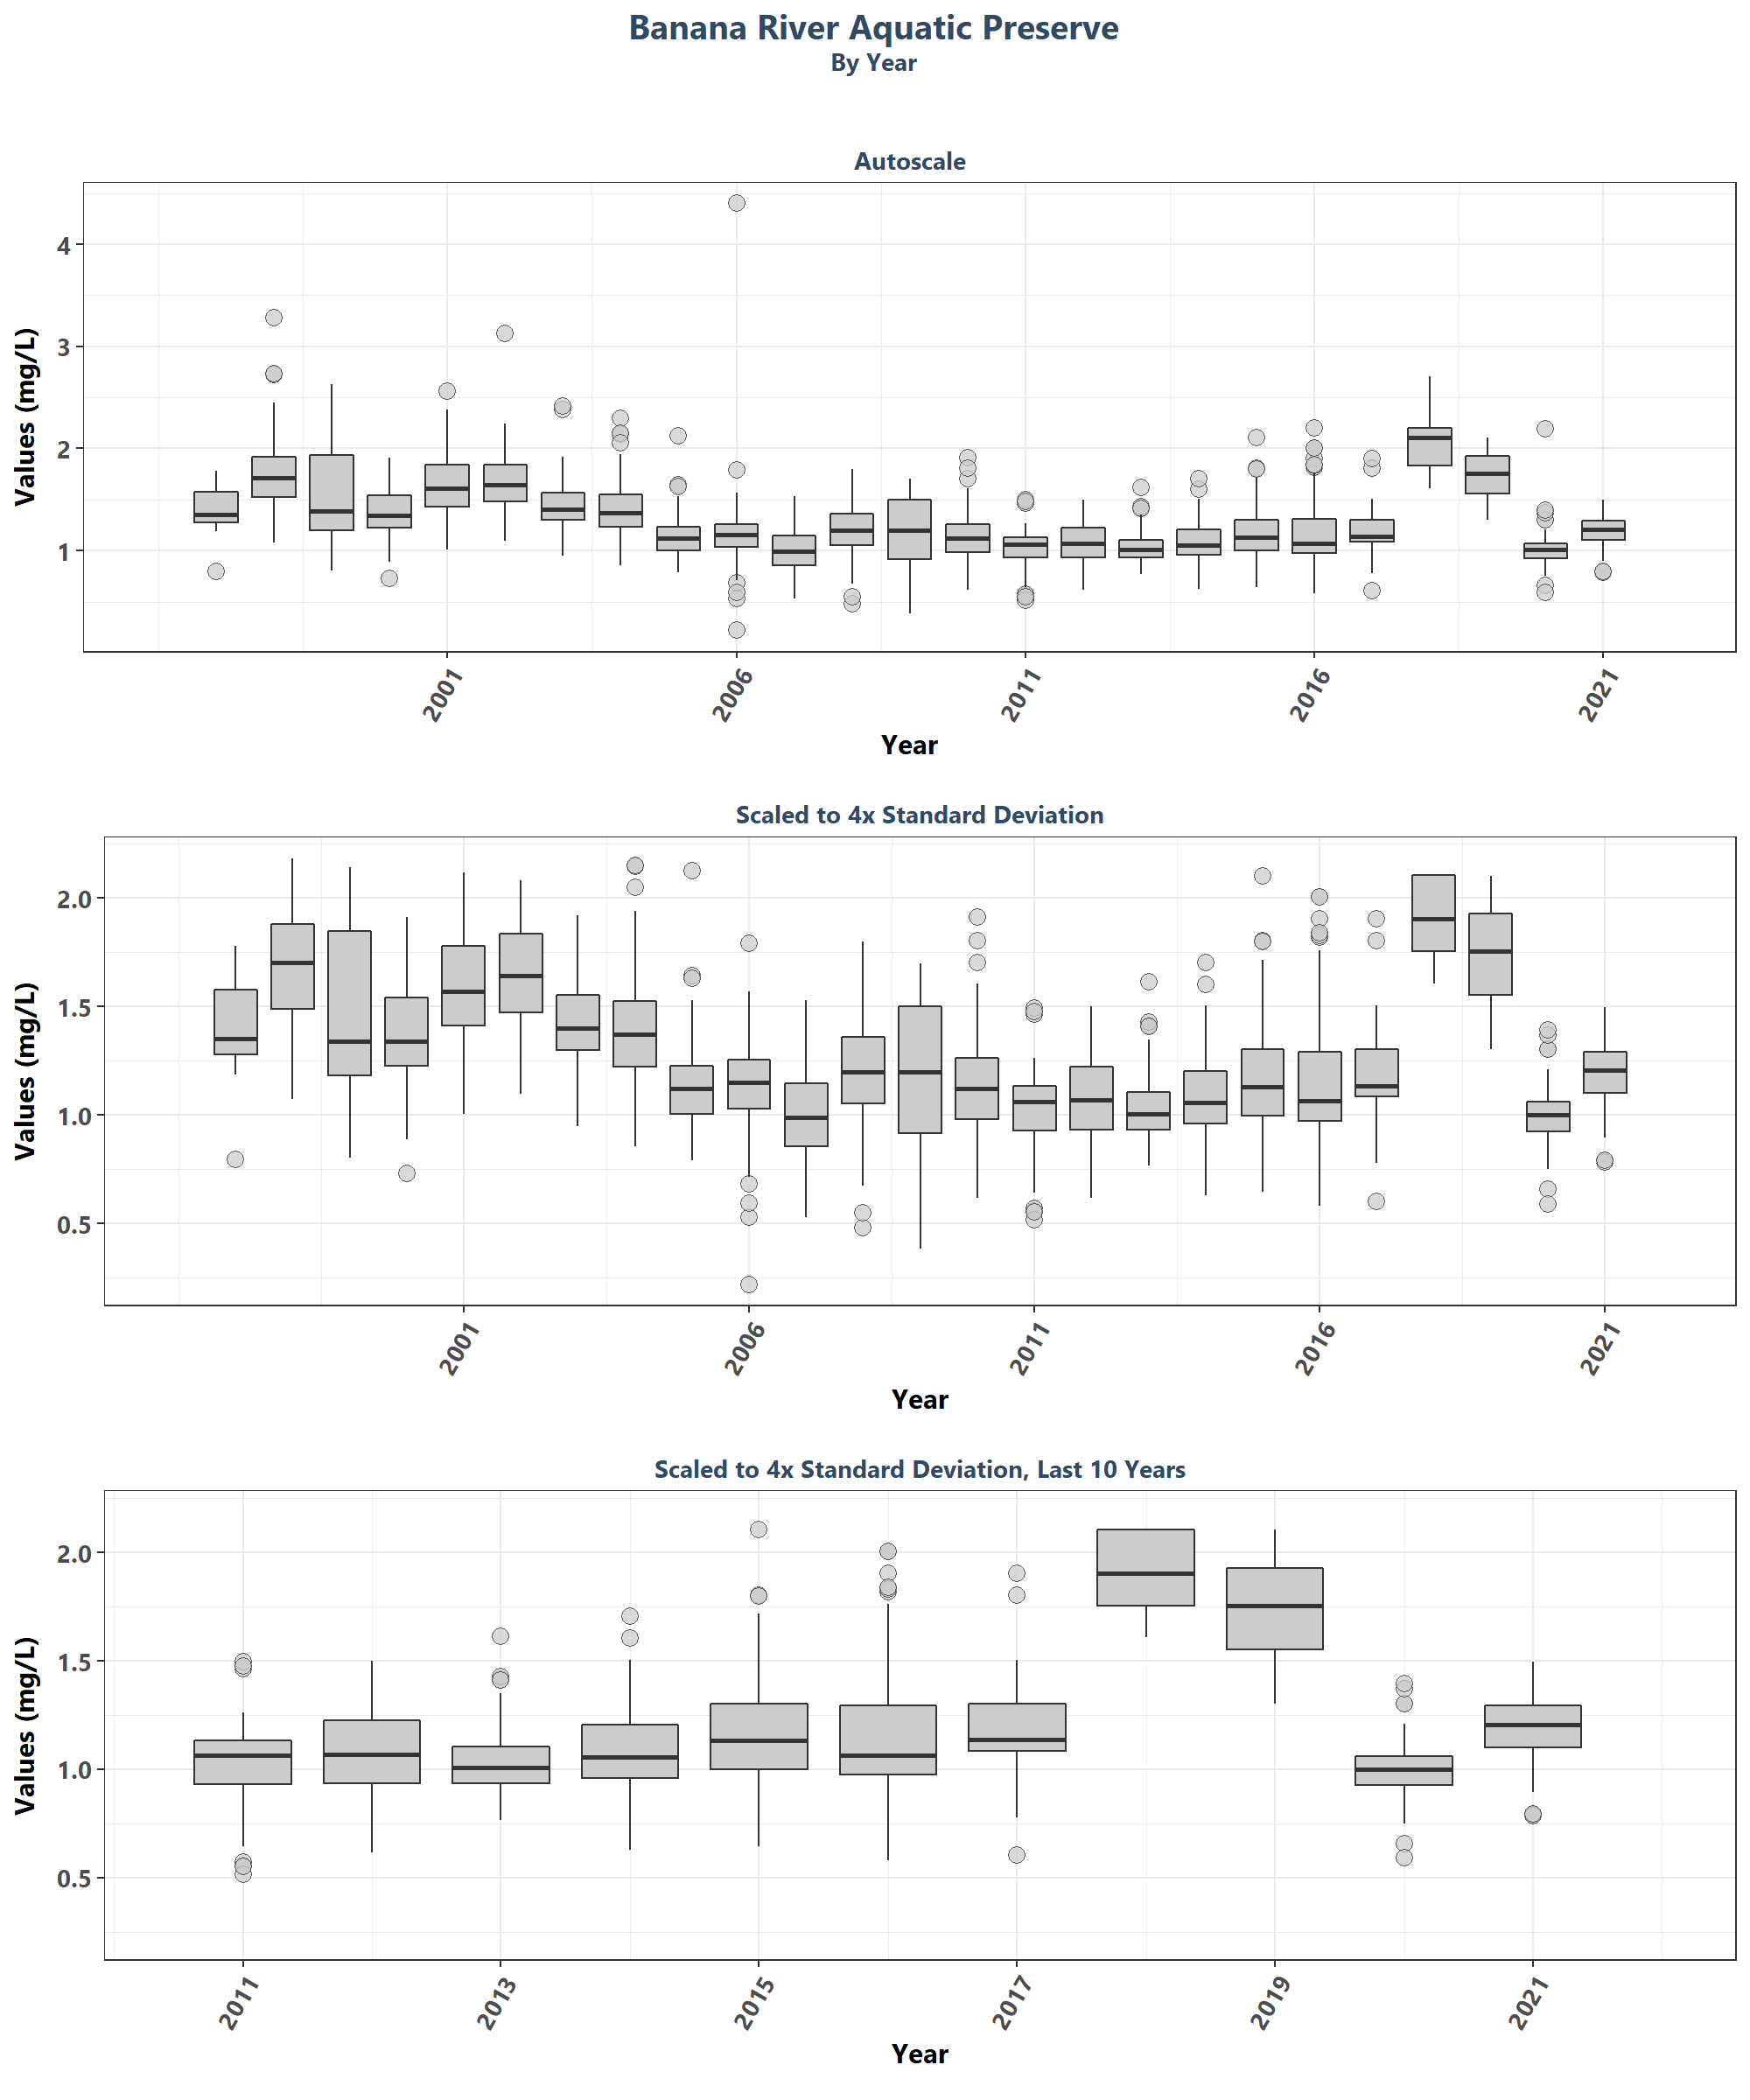 Banana River Aquatic Preserve
By Year
Autoscale
Values (mg/L)
4
3
2
1
2001
2006
2011
2016
2021
Year
Scaled to 4x Standard Deviation
Values (mg/L)
2.0
1.5
1.0
0.5
2001
2006
2011
2016
2021
Year
Scaled to 4x Standard Deviation, Last 10 Years
Values (mg/L)
2.0
1.5
1.0
0.5
2011
2013
2015
2017
2019
2021
Year